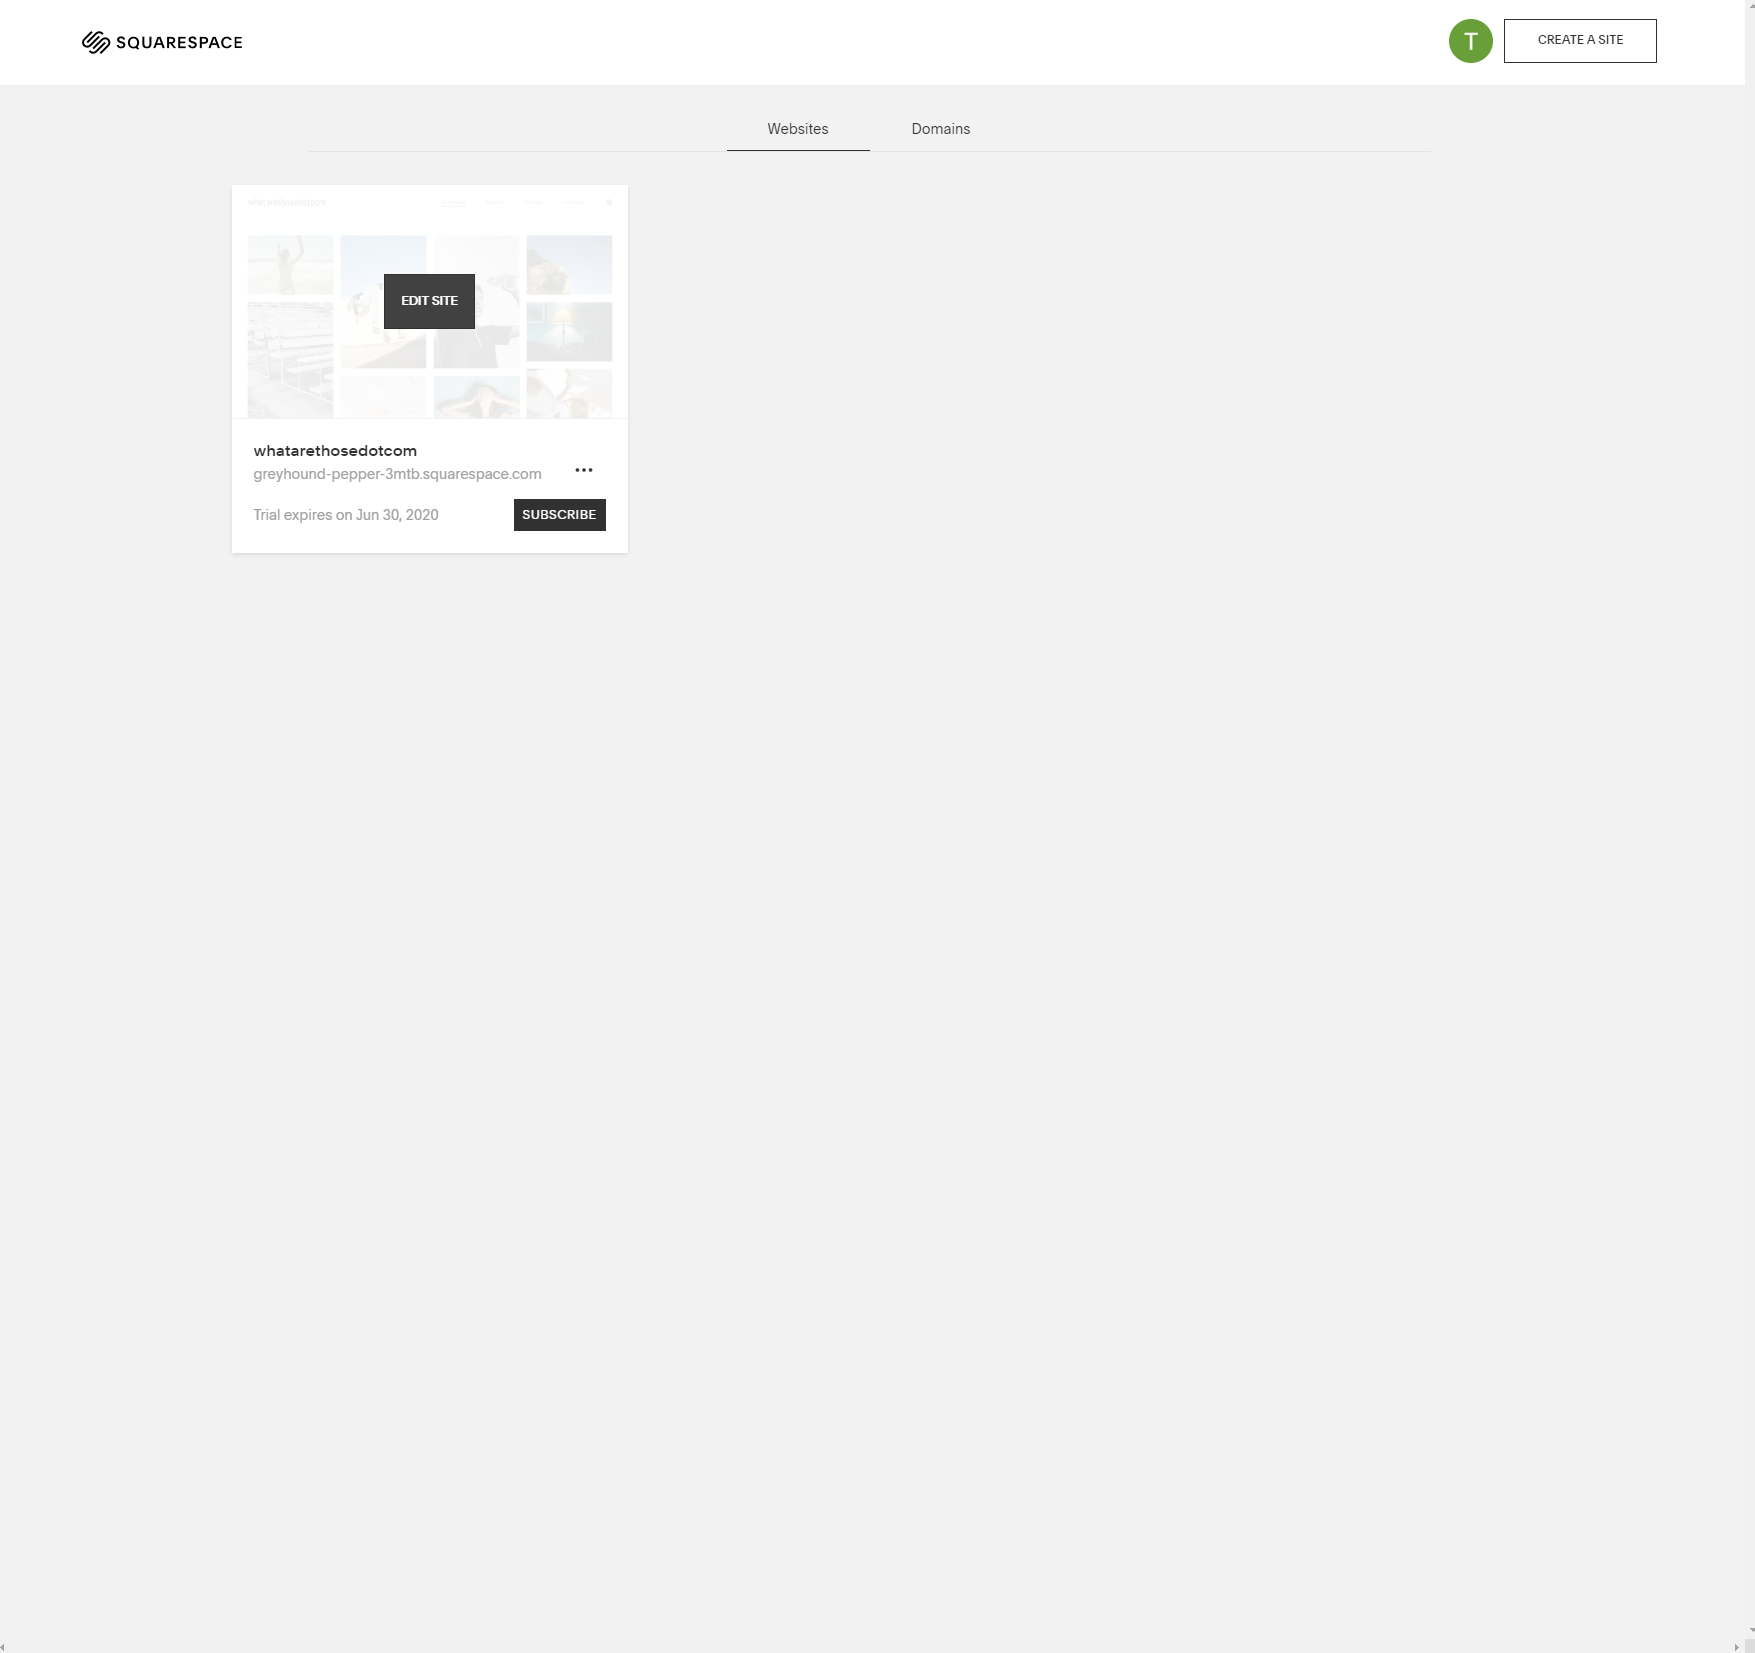 SQUARESPACE
T
CREATE A SITE
Websites
Domains
whatarethosedotcom
EDIT SITE
whatarethosedotcom
greyhound-pepper-3mtb.squarespace.com
Trial expires on Jun 30, 2020
SUBSCRIBE